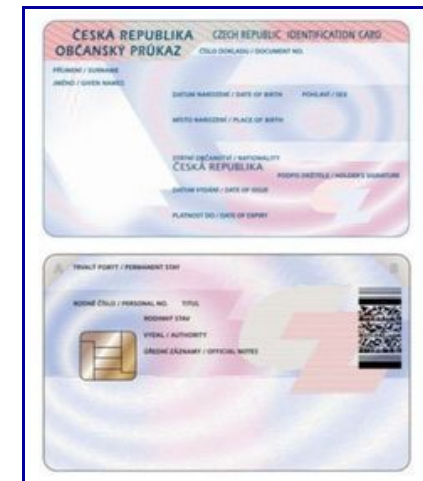 ČESKÁ REPUBLIKA CZECH REPUBLIC IDENTIFICATION CARD
OBČANSKÝ PRŮKAZ ČÍSLO DOKLADU / DOCUMENT NO.
PŘÍJMENÍ / SURNAME
JMÉNO / GIVEN NAMES
DATUM NAROZENÍ / DATE OF BIRTH POHLAVÍ / SEX
MÍSTO NAROZENÍ / PLACE OF BIRTH
STÁTNÍ OBČANSTVÍ / NATIONALITY
ČESKÁ REPUBLIKA
PODPIS DRŽITELE / HOLDER'S SIGNATURE
DATUM VYDÁNÍ / DATE OF ISSUE
PLATNOST DO / DATE OF EXPIRY
TRVALÝ POBYT / PERMANENT STAY
RODNÉ ČÍSLO / PERSONAL NO. TITUL
RODINNÝ STAV
VYDAL / AUTHORITY
ÚŘEDNÍ ZÁZNAMY / OFFICIAL NOTES